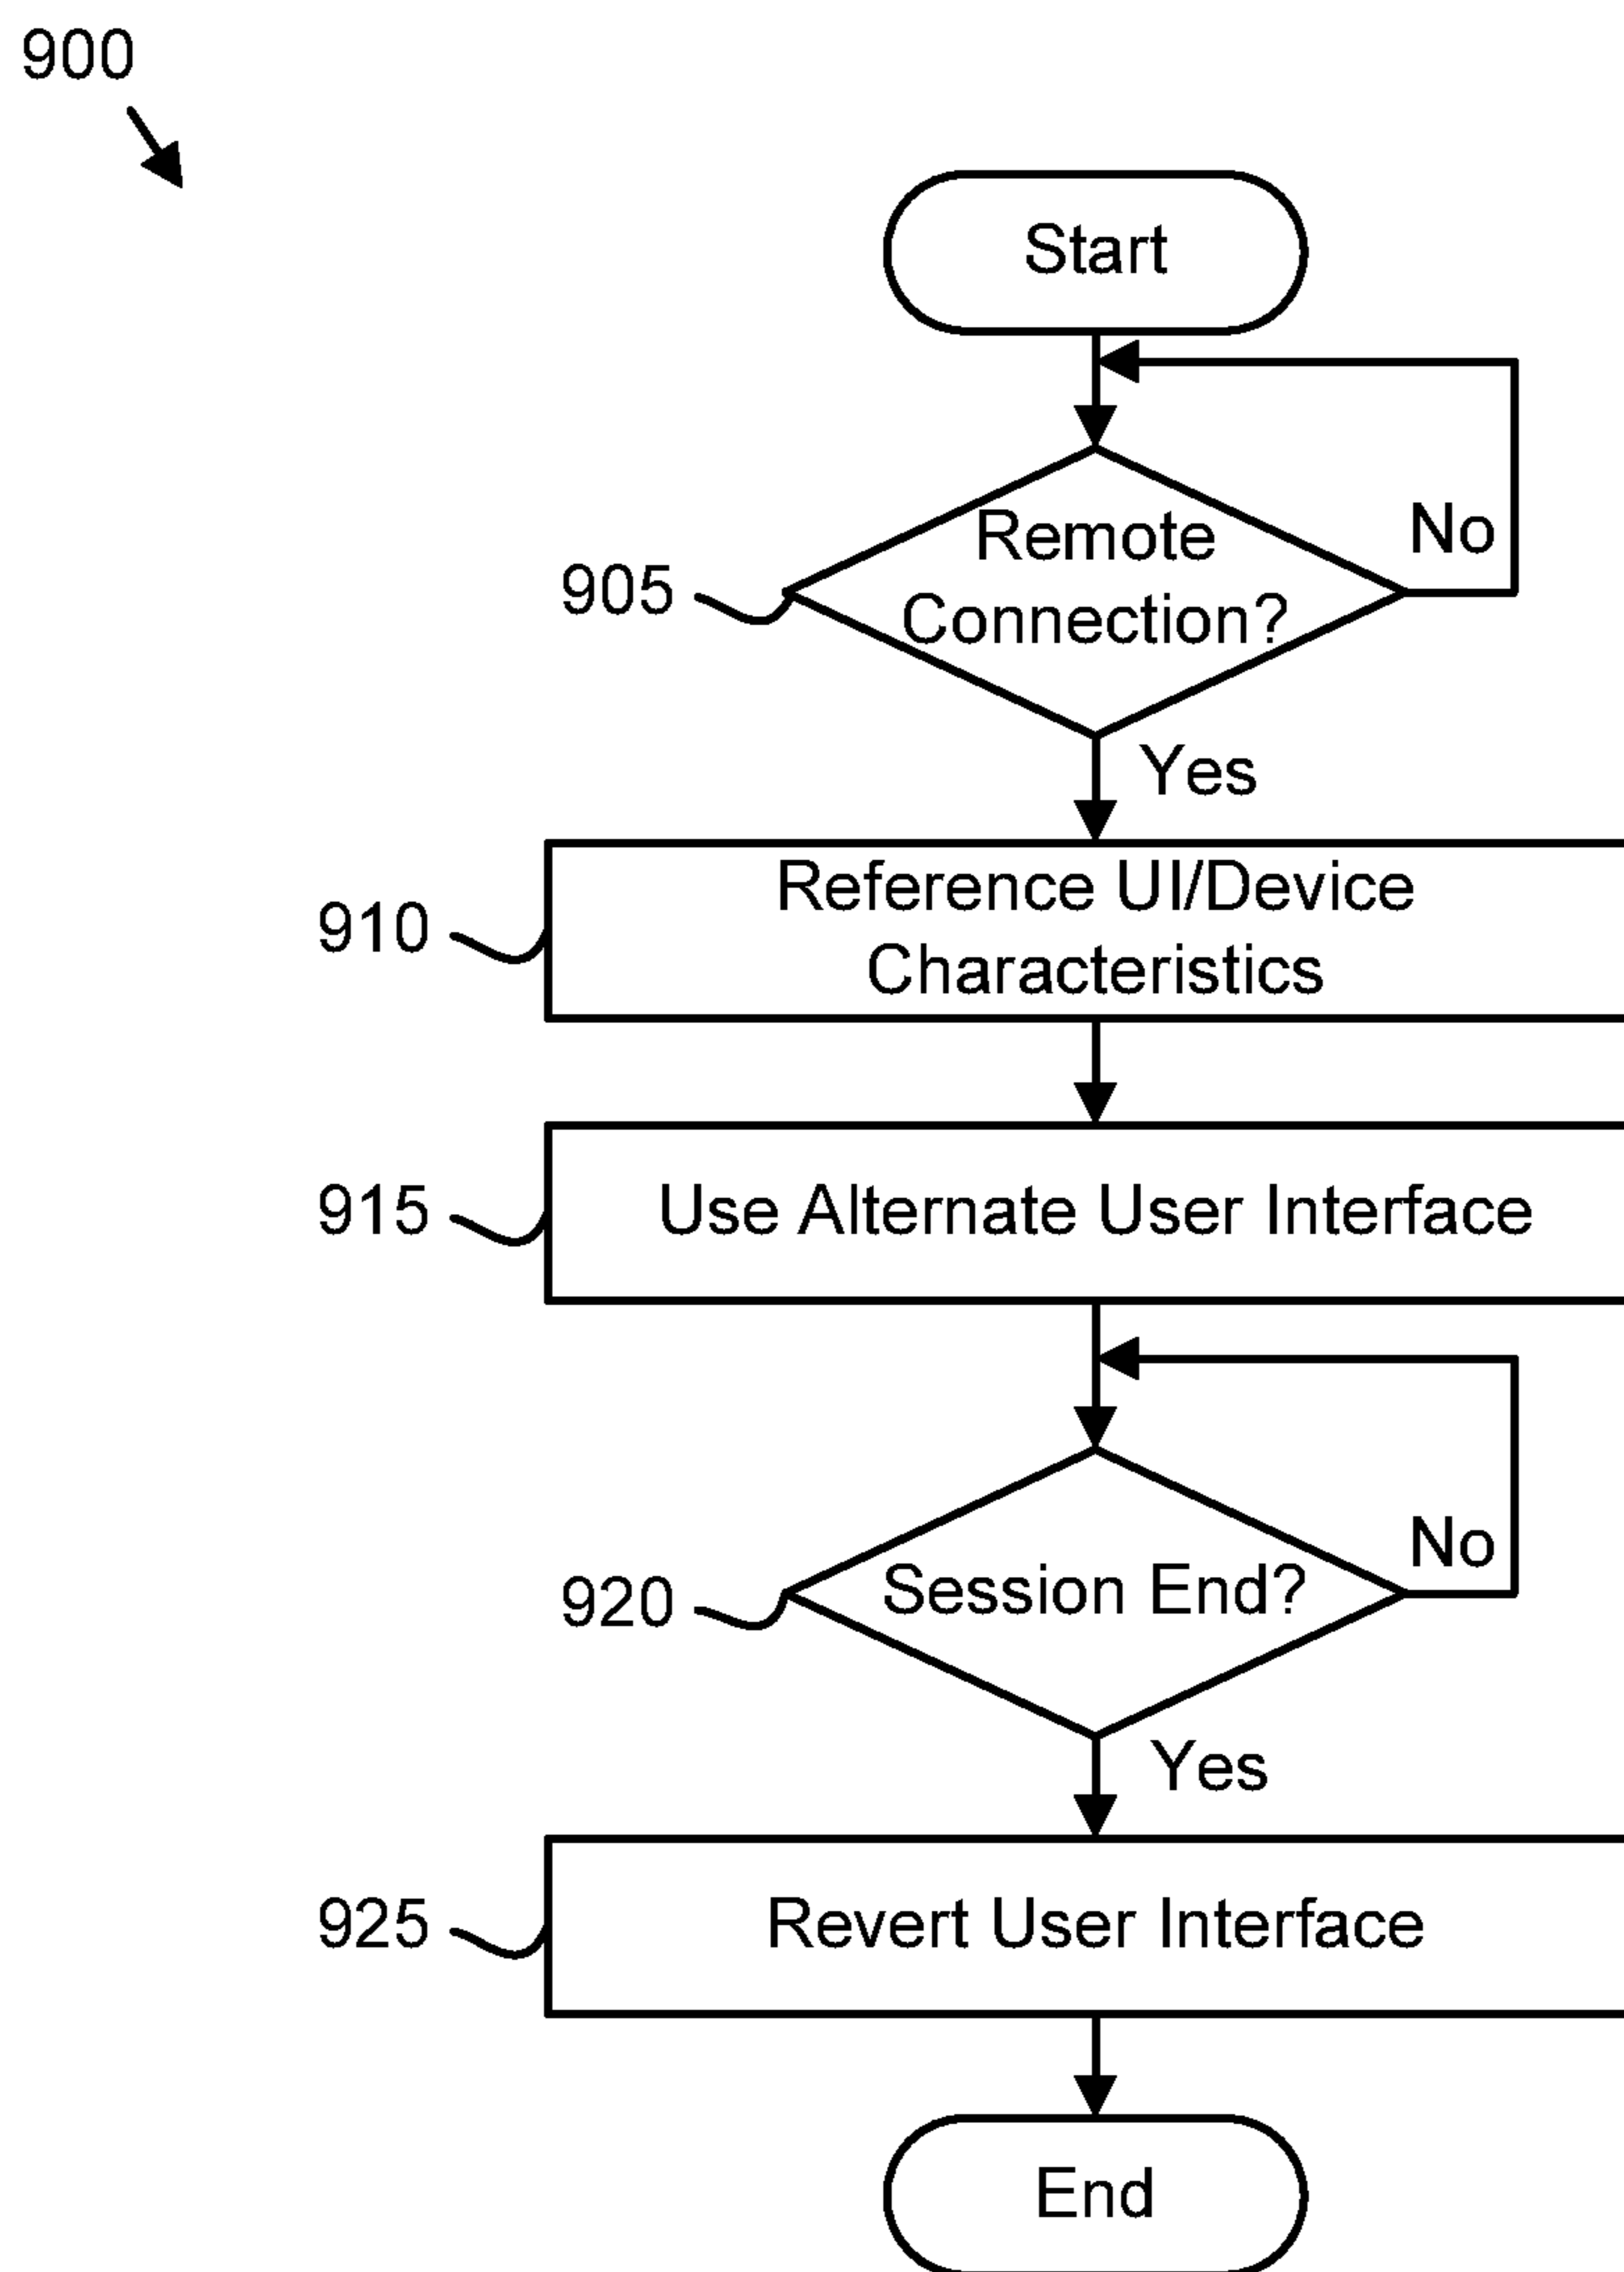 900
Start
Remote
Connection?
No
905
Yes
Reference UI/Device
Characteristics
910
Use Alternate User Interface
915
Session End?
No
920
Yes
Revert User Interface
925
End